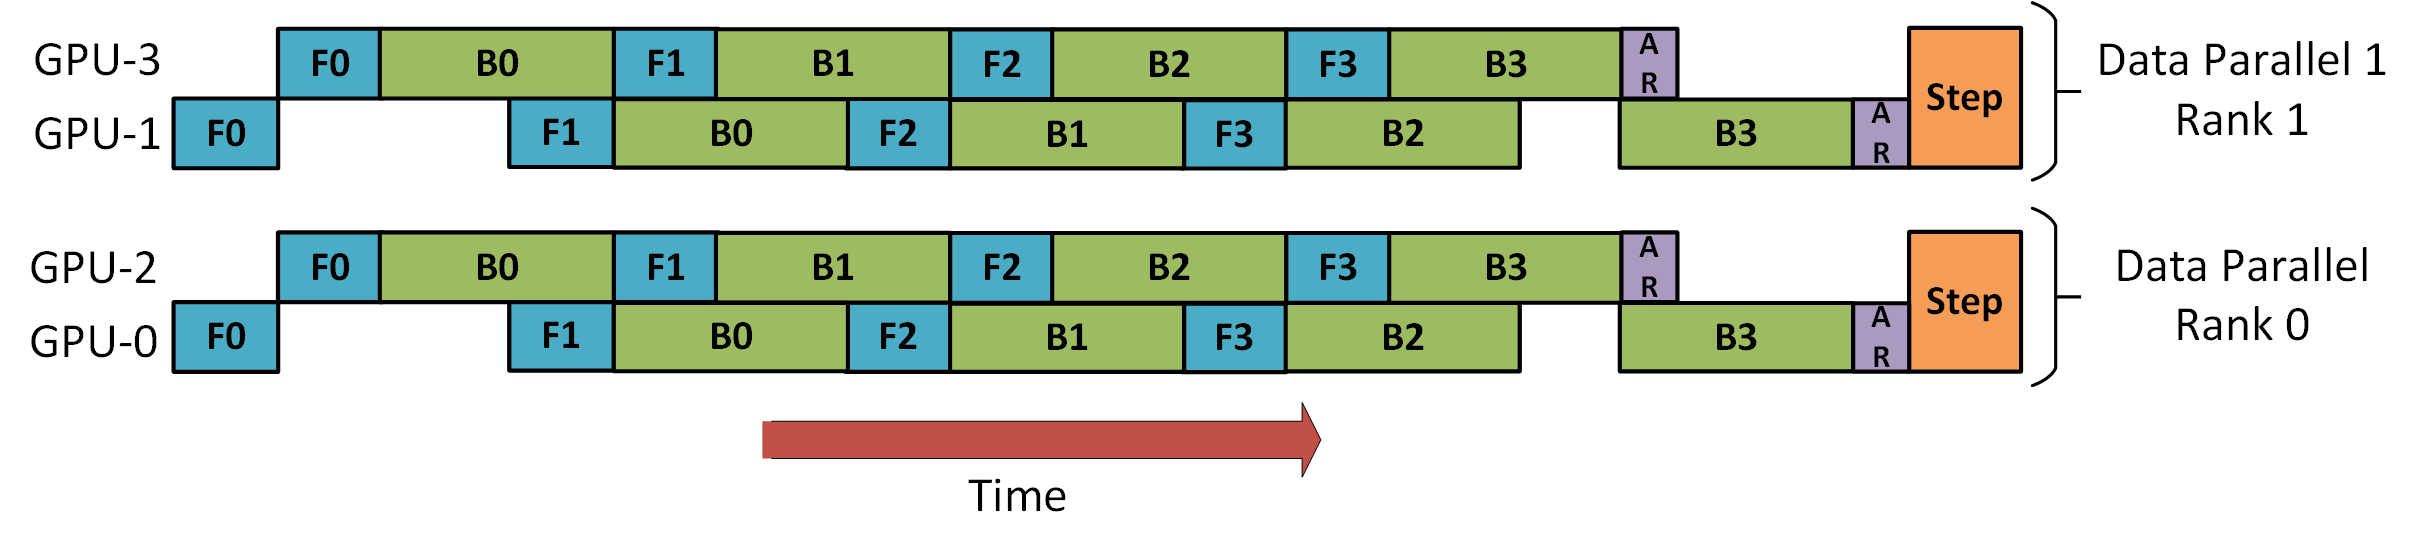 GPU-3 F0 B0 F1 B1 F2 B2 F3 B3 A
R
GPU-1 F0 F1 B0 F2 B1 F3 B2 B3 A
R
Step
Data Parallel 1
Rank 1
GPU-2 F0 B0 F1 B1 F2 B2 F3 B3 A
R
GPU-0 F0 F1 B0 F2 B1 F3 B2 B3 A
R
Step
Data Parallel
Rank 0
Time